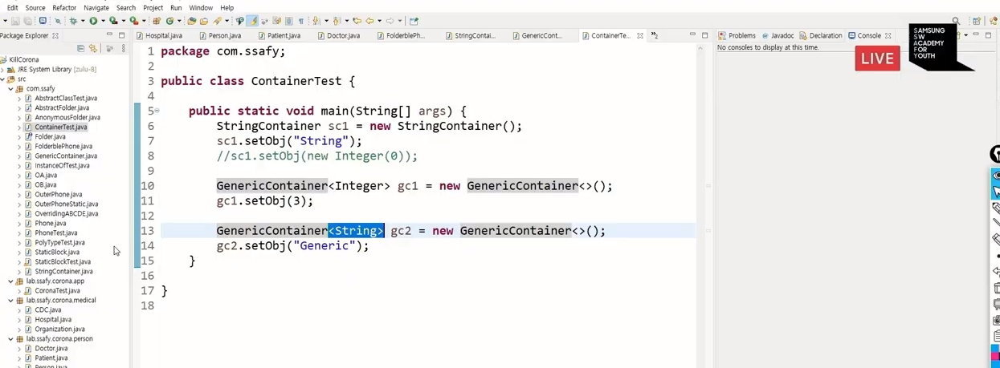 Edit Source Refactor Navigate Search Project Run Window Help
Package Explorer
Hospital.java Person.java Patient.java Doctor.java FolderblePh... StringContai... GenericCont... ContainerTe... »2
Problems Javadoc Declaration Console
No consoles to display at this time.
LIVE
SAMSUNG
SW
ACADEMY
FOR
YOUTH
KillCorona
JRE System Library [zulu-8]
src
com.ssafy
AbstractClassTest.java
AbstractFolder.java
AnonymousFolder.java
ContainerTest.java
Folder.java
FolderblePhone.java
GenericContainer.java
InstanceOfTest.java
OA.java
OB.java
OuterPhone.java
OuterPhoneStatic.java
OverridingABCDE.java
Phone.java
PhoneTest.java
PolyTypeTest.java
StaticBlock.java
StaticBlockTest.java
StringContainer.java
lab.ssafy.corona.app
CoronaTest.java
lab.ssafy.corona.medical
CDC.java
Hospital.java
Organization.java
lab.ssafy.corona.person
Doctor.java
Patient.java
Person.java
1 package com.ssafy;
2
3 public class ContainerTest {
4
5 public static void main(String[] args) {
6 StringContainer sc1 = new StringContainer();
7 sc1.setObj("String");
8 //sc1.setObj(new Integer(0));
9
10 GenericContainer<Integer> gc1 = new GenericContainer<>();
11 gc1.setObj(3);
12
13 GenericContainer<String> gc2 = new GenericContainer<>();
14 gc2.setObj("Generic");
15 }
16
17 }
18